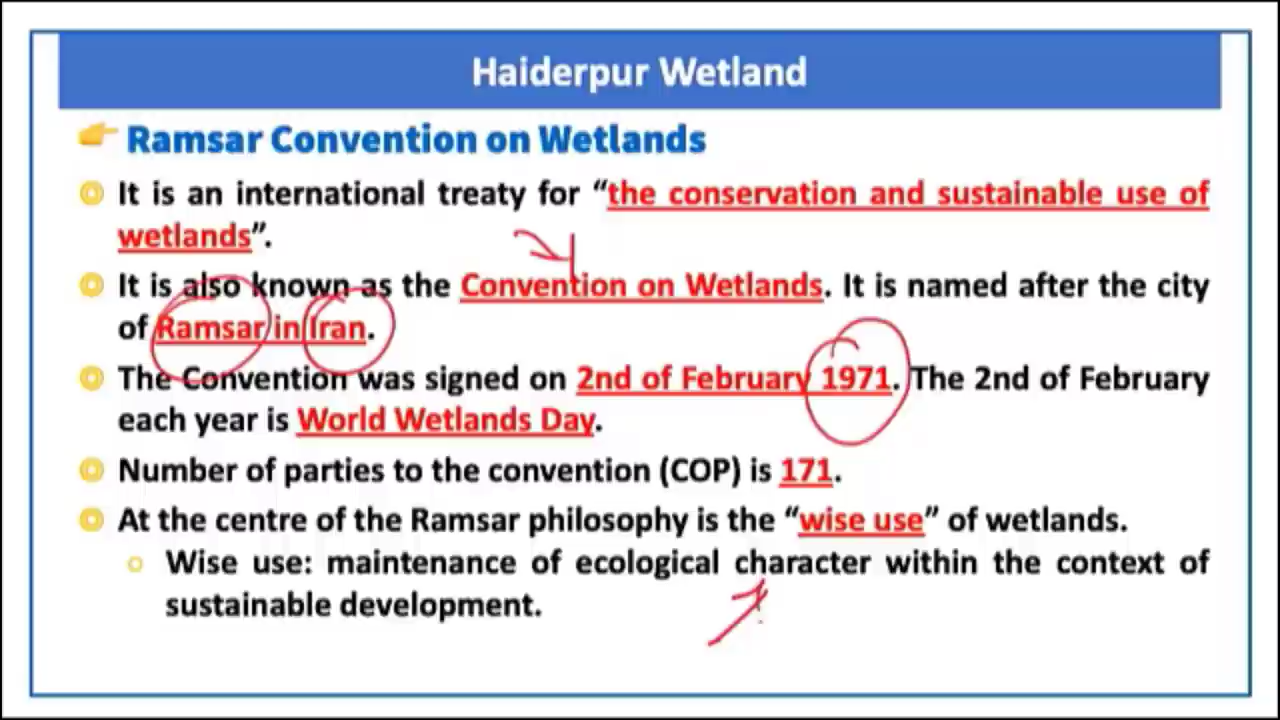 Haiderpur Wetland
Ramsar Convention on Wetlands
It is an international treaty for “the conservation and sustainable use of
wetlands”.
It is also known as the Convention on Wetlands. It is named after the city
of Ramsar in Iran.
The Convention was signed on 2nd of February 1971. The 2nd of February
each year is World Wetlands Day.
Number of parties to the convention (COP) is 171.
At the centre of the Ramsar philosophy is the “wise use” of wetlands.
Wise use: maintenance of ecological character within the context of
sustainable development.